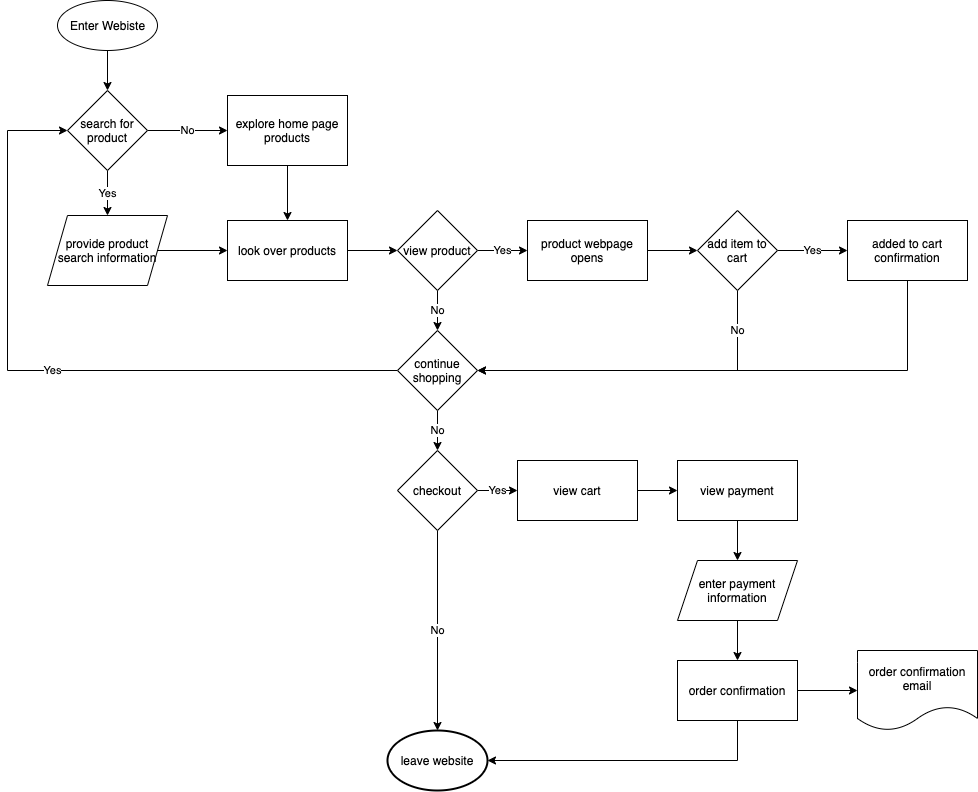 Enter Webiste
search for
product
No
explore home page
products
Yes
provide product
search information
look over products
view product
Yes
product webpage
opens
add item to
cart
Yes
added to cart
confirmation
No
No
continue
shopping
Yes
No
checkout
Yes
view cart
view payment
enter payment
information
No
order confirmation
order confirmation
email
leave website